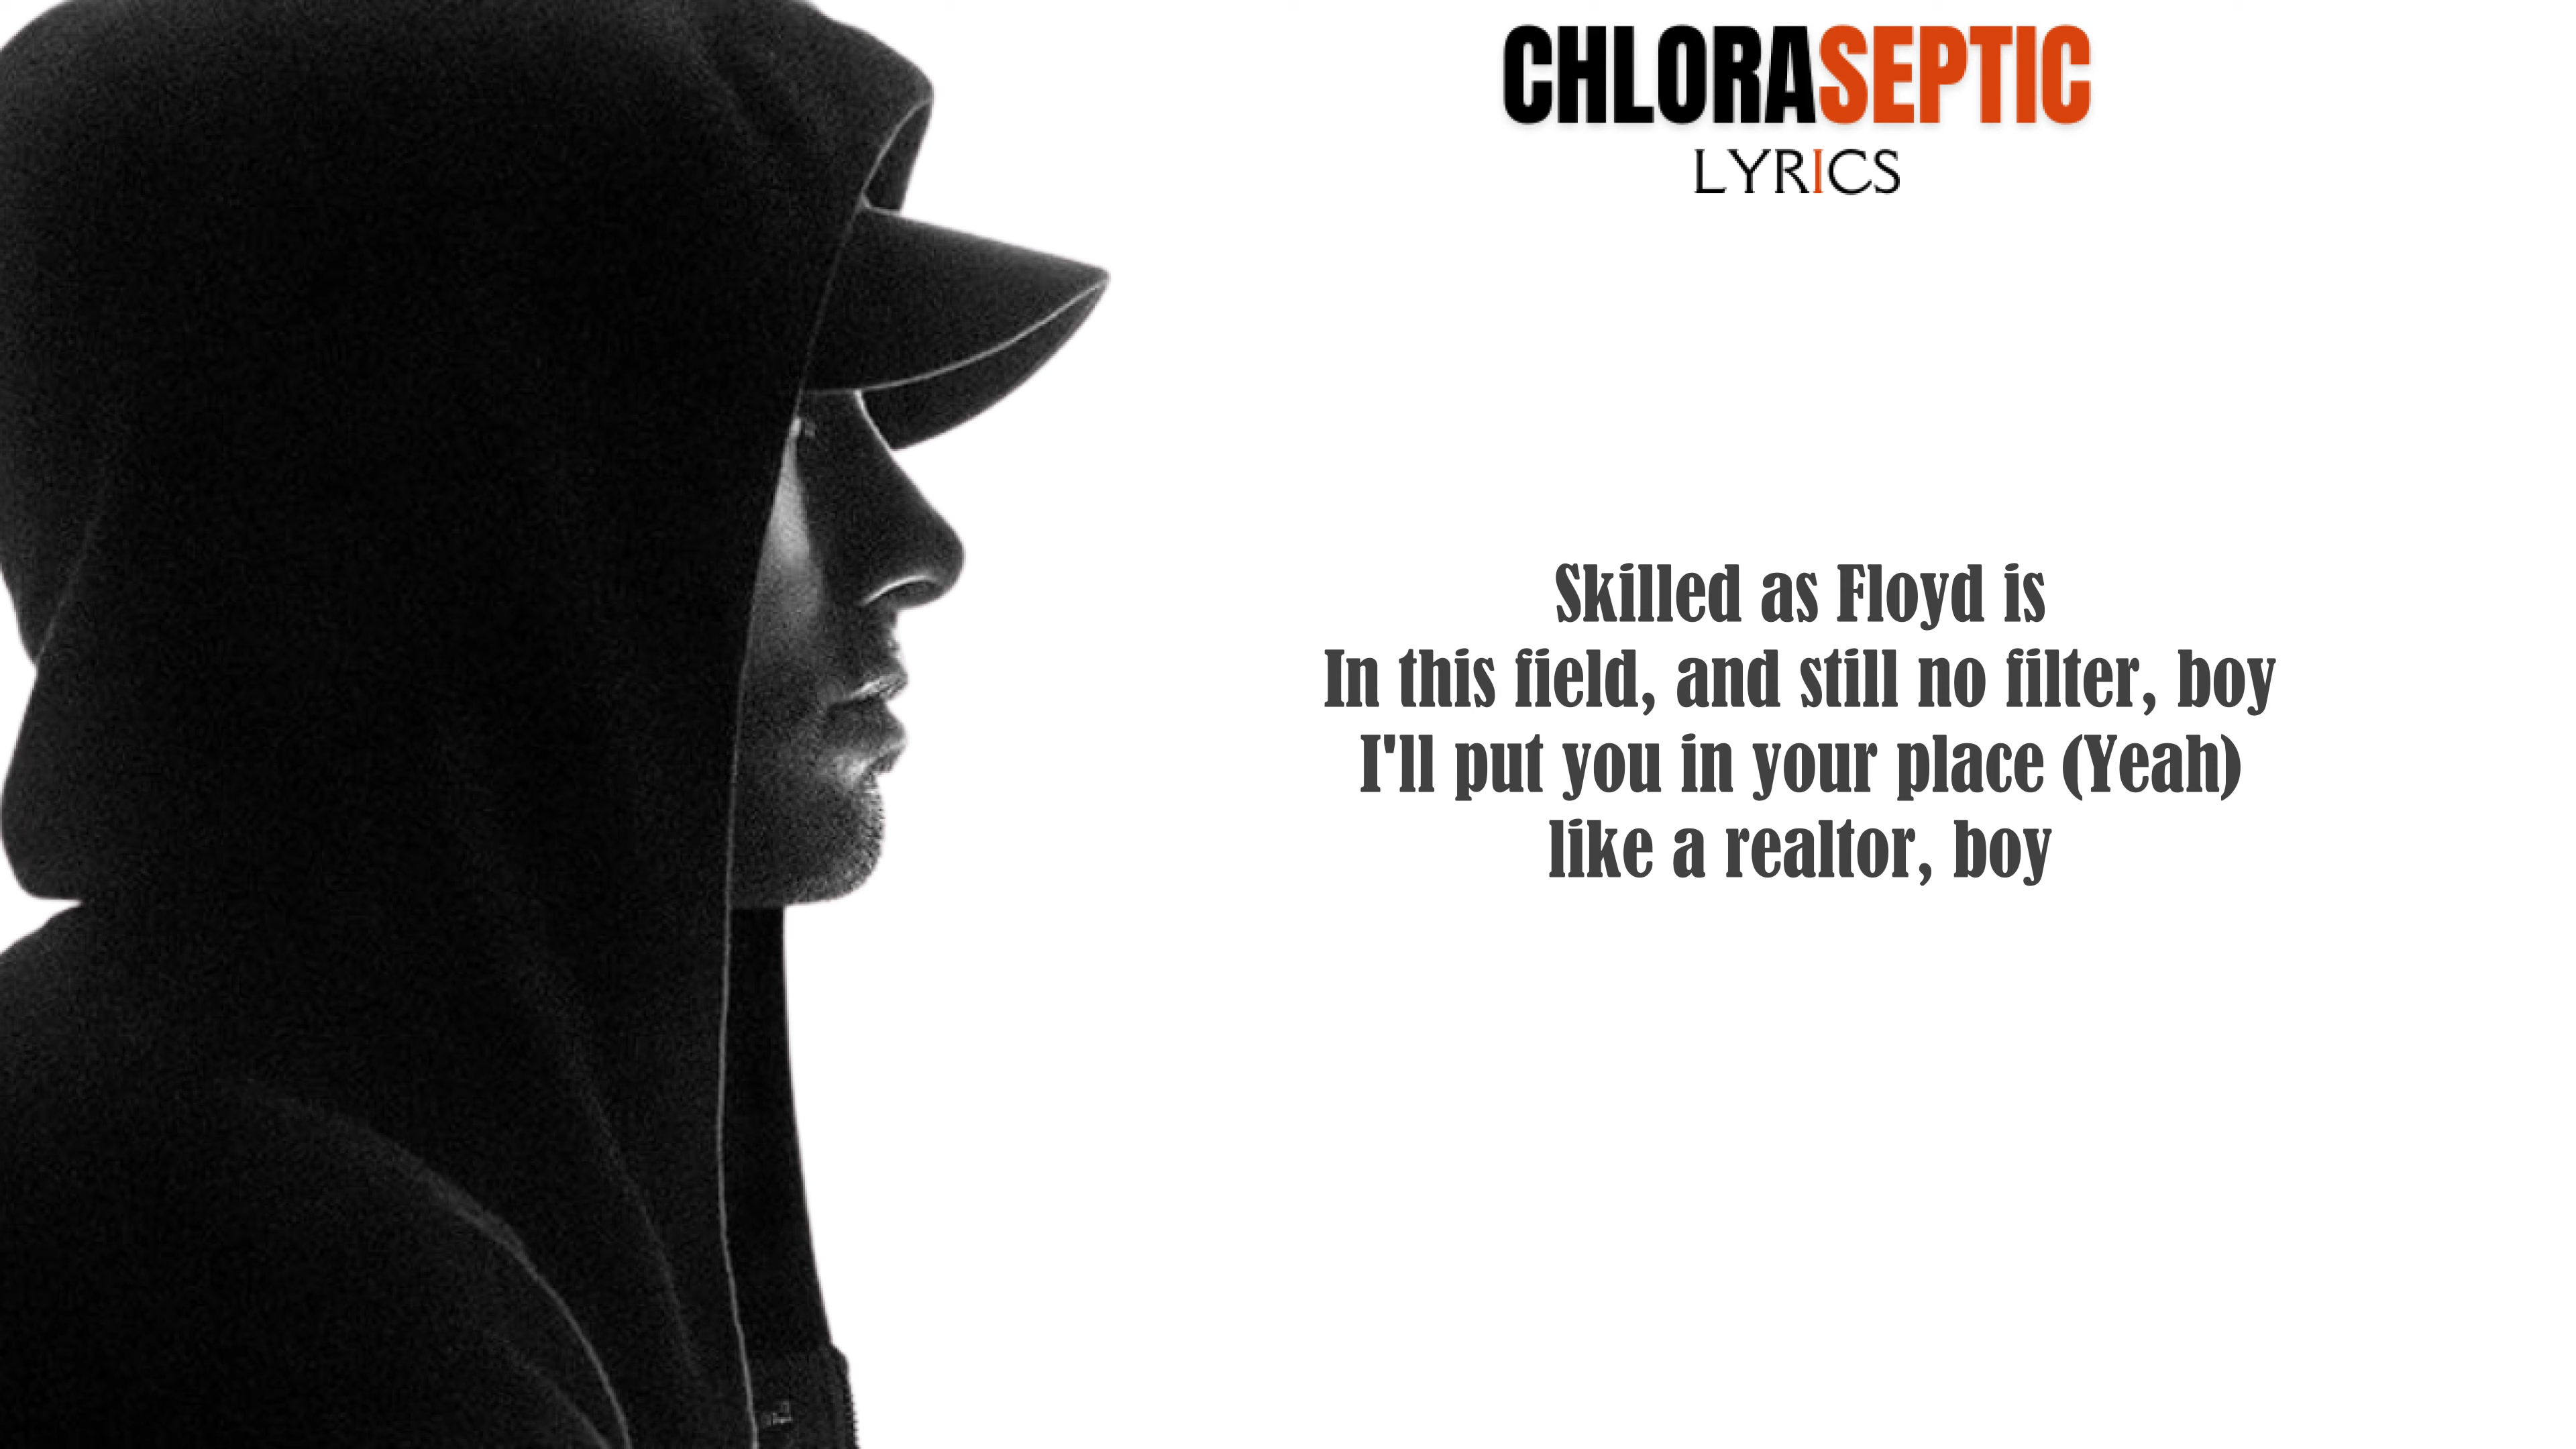 CHLORASEPTIC
LYRICS
Skilled as Floyd is
In this field, and still no filter, boy
I'll put you in your place (Yeah)
like a realtor, boy